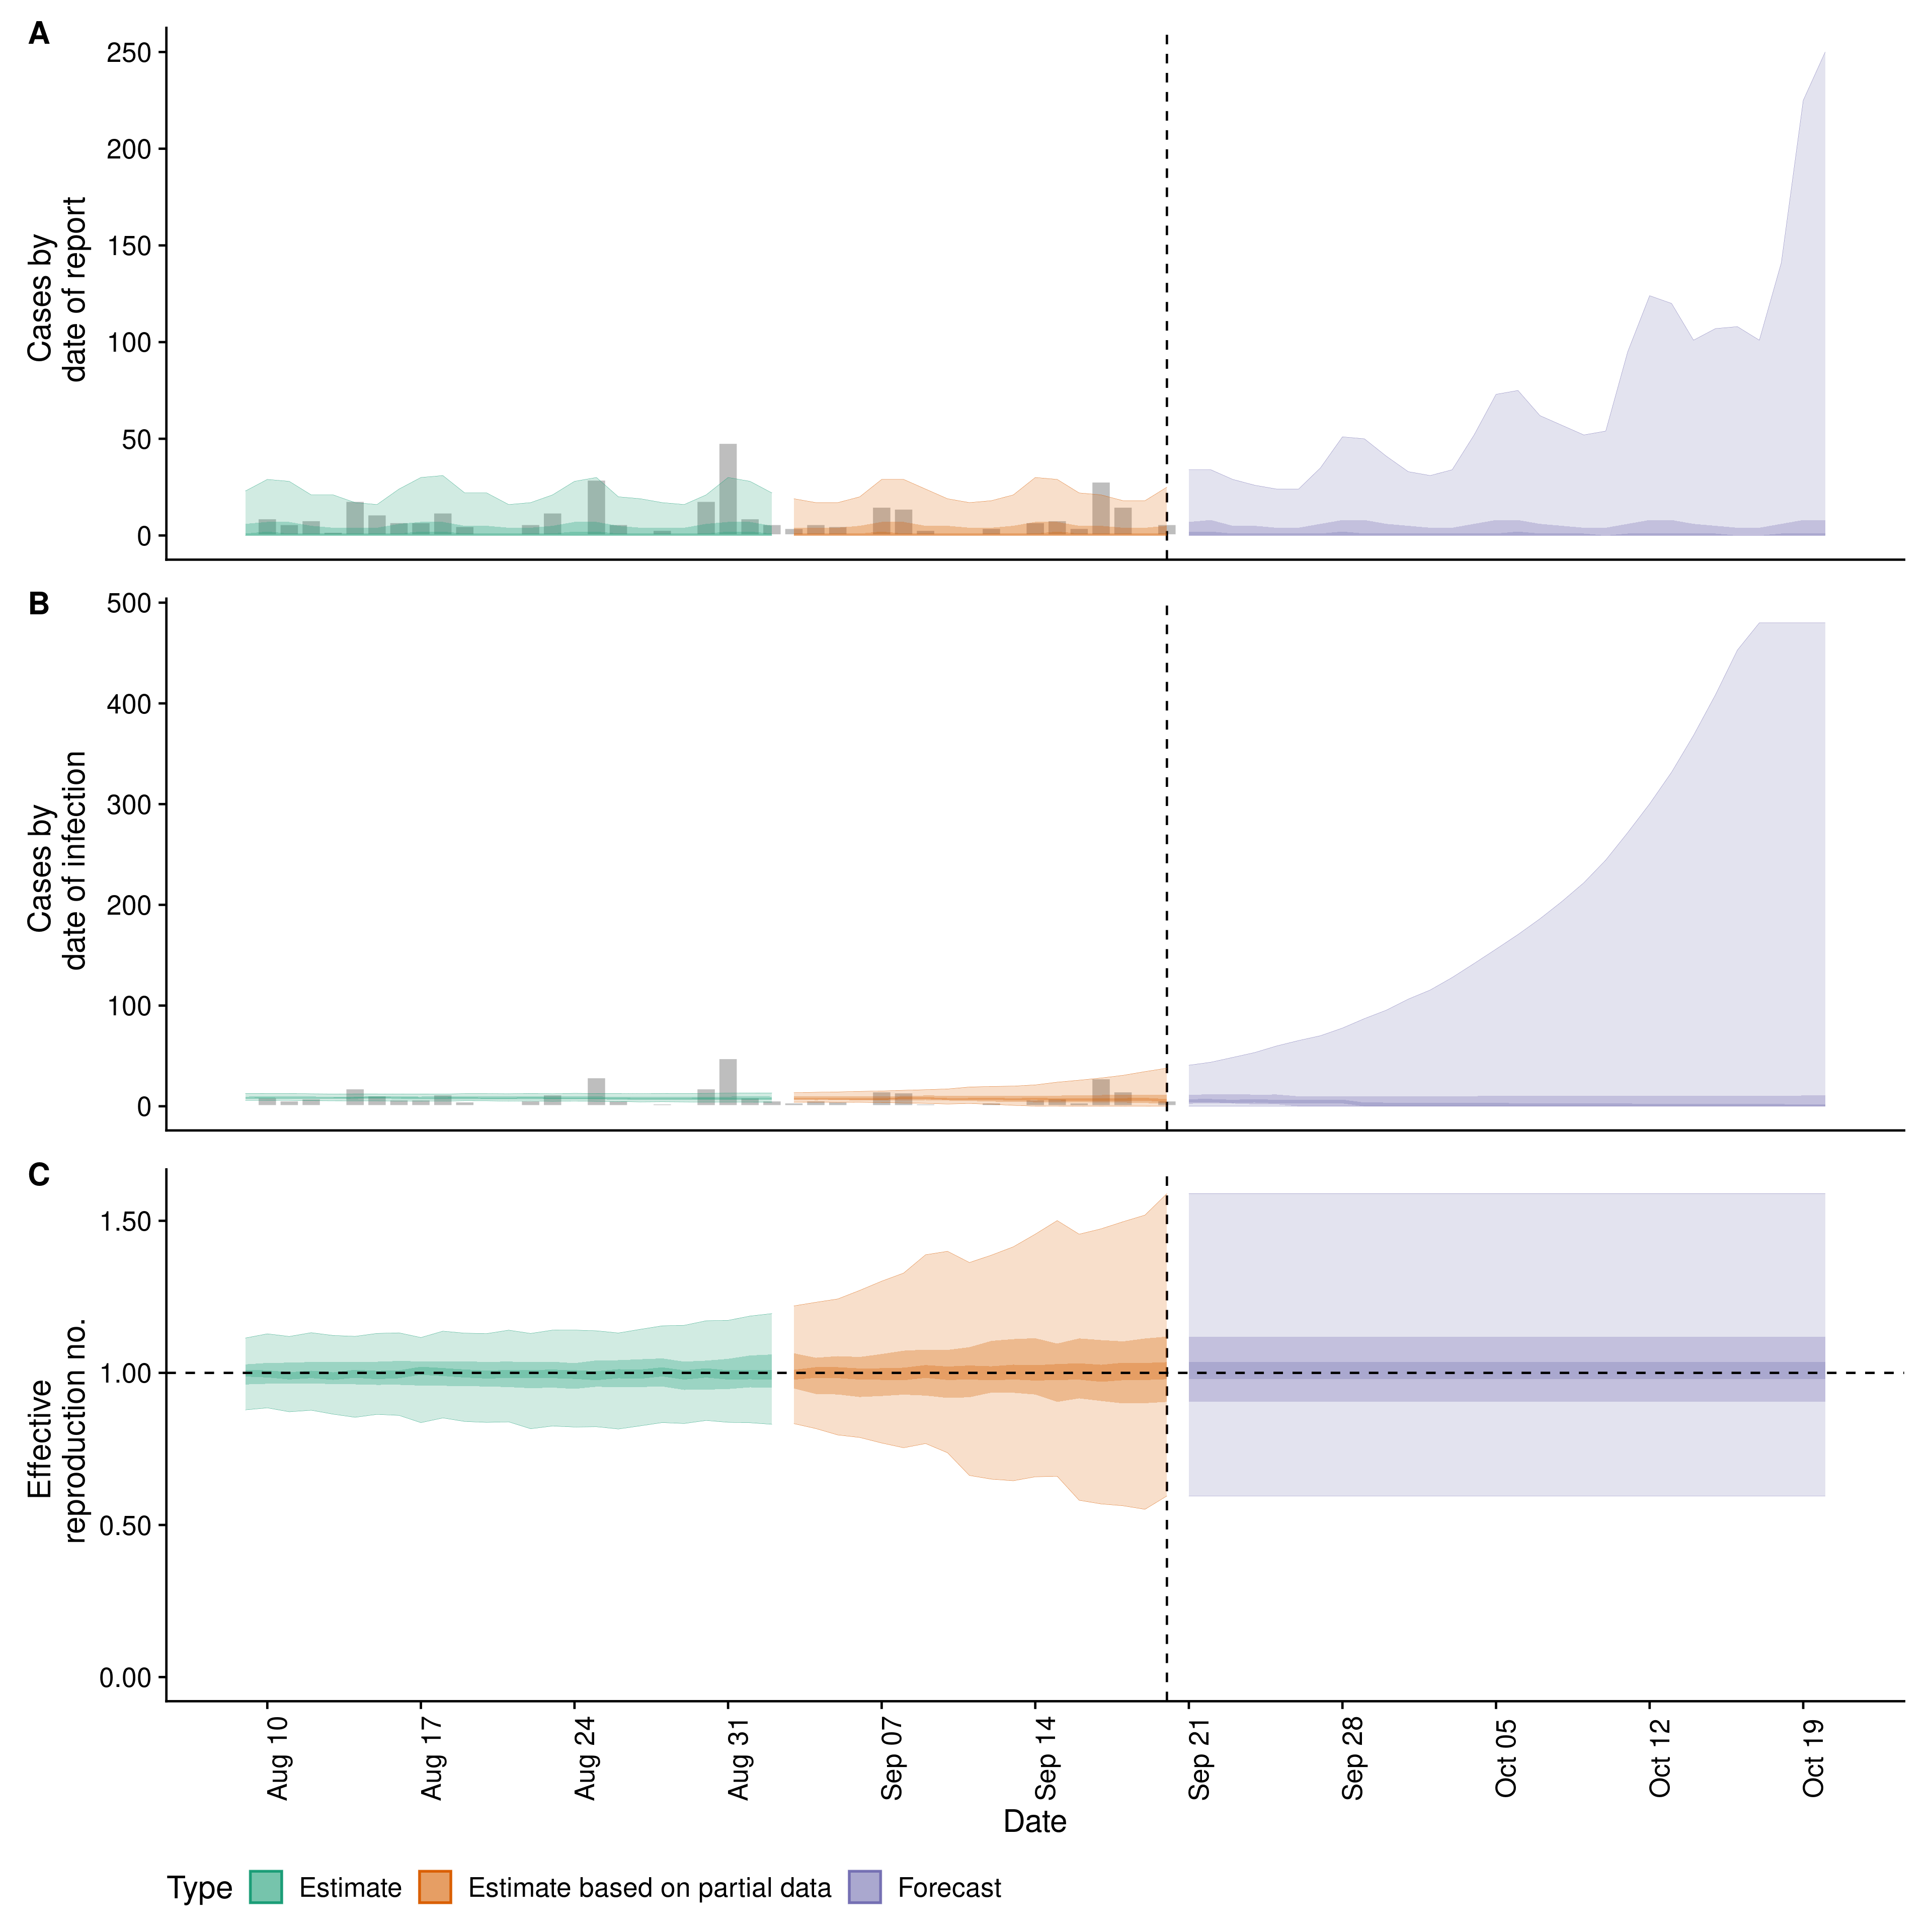 A
250
200
150
100
50
0
Cases by
date of report
B
500
400
300
200
100
0
Cases by
date of infection
C
1.50
1.00
0.50
0.00
Effective
reproduction no.
Aug 10
Aug 17
Aug 24
Aug 31
Sep 07
Sep 14
Sep 21
Sep 28
Oct 05
Oct 12
Oct 19
Date
Type Estimate Estimate based on partial data Forecast